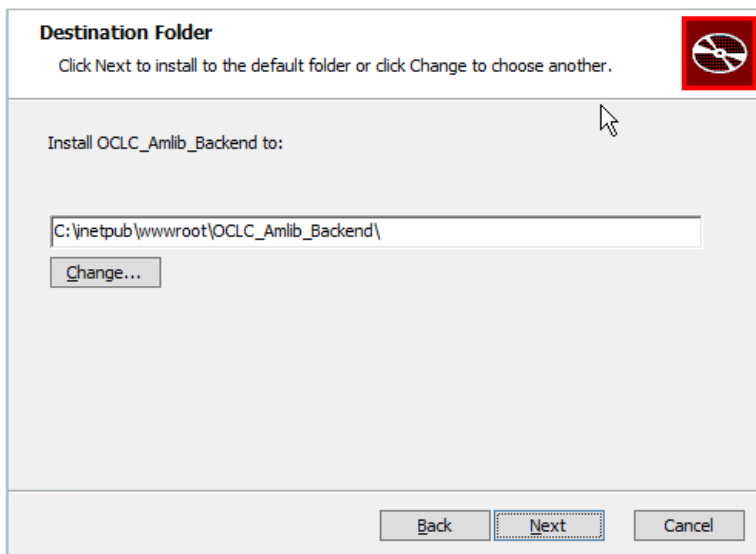 Destination Folder
Click Next to install to the default folder or click Change to choose another.
Install OCLC_Amlib_Backend to:
C:\inetpub\wwwroot\OCLC_Amlib_Backend\
Change...
Back Next Cancel